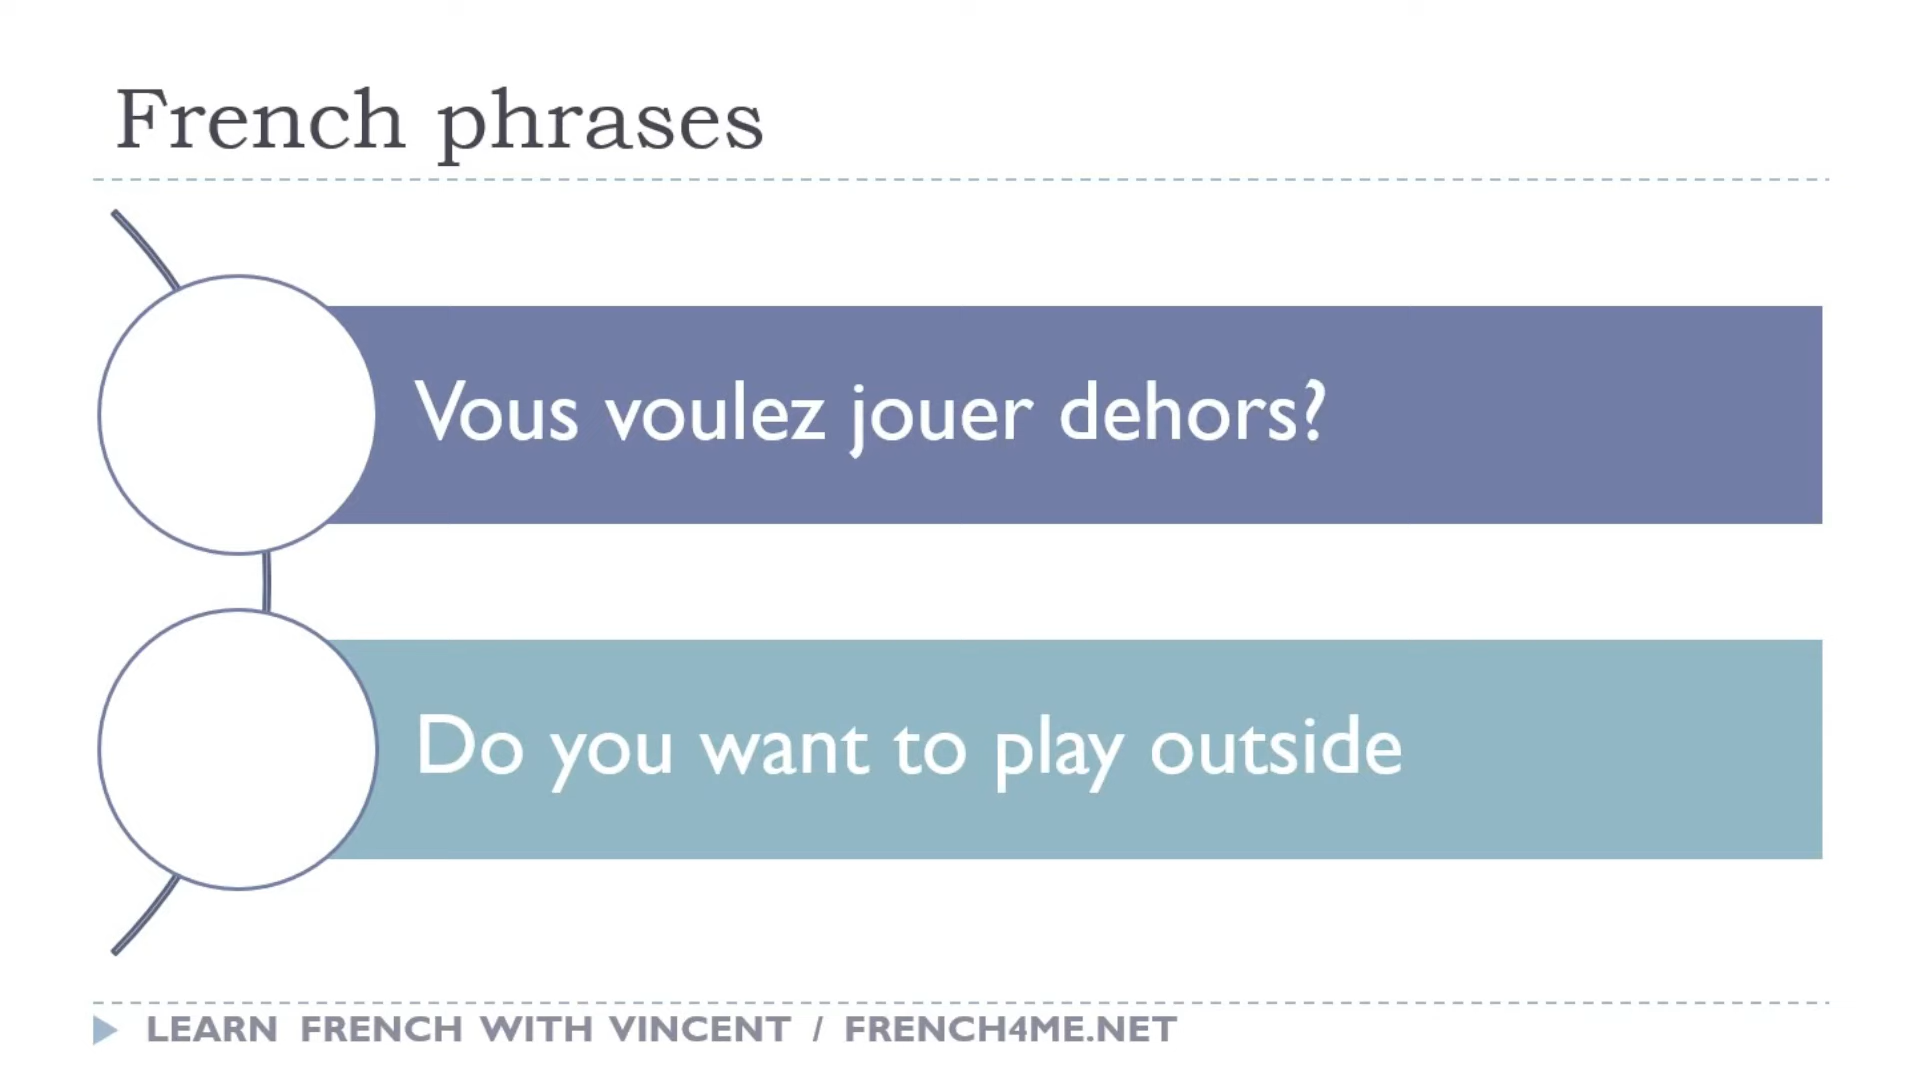 French phrases
Vous voulez jouer dehors?
Do you want to play outside
LEARN FRENCH WITH VINCENT / FRENCH4ME.NET